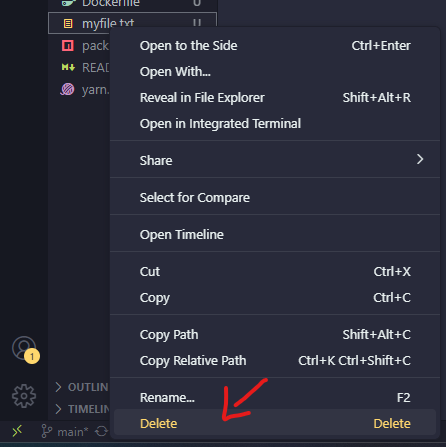 Dockerfile U
myfile.txt U
Open to the Side Ctrl+Enter
pack
Open With...
READ
Reveal in File Explorer Shift+Alt+R
yarn.
Open in Integrated Terminal
Share
Select for Compare
Open Timeline
Cut Ctrl+X
Copy Ctrl+C
Copy Path Shift+Alt+C
1
Copy Relative Path Ctrl+K Ctrl+Shift+C
OUTLIN
Rename... F2
TIMELIN
Delete Delete
main*